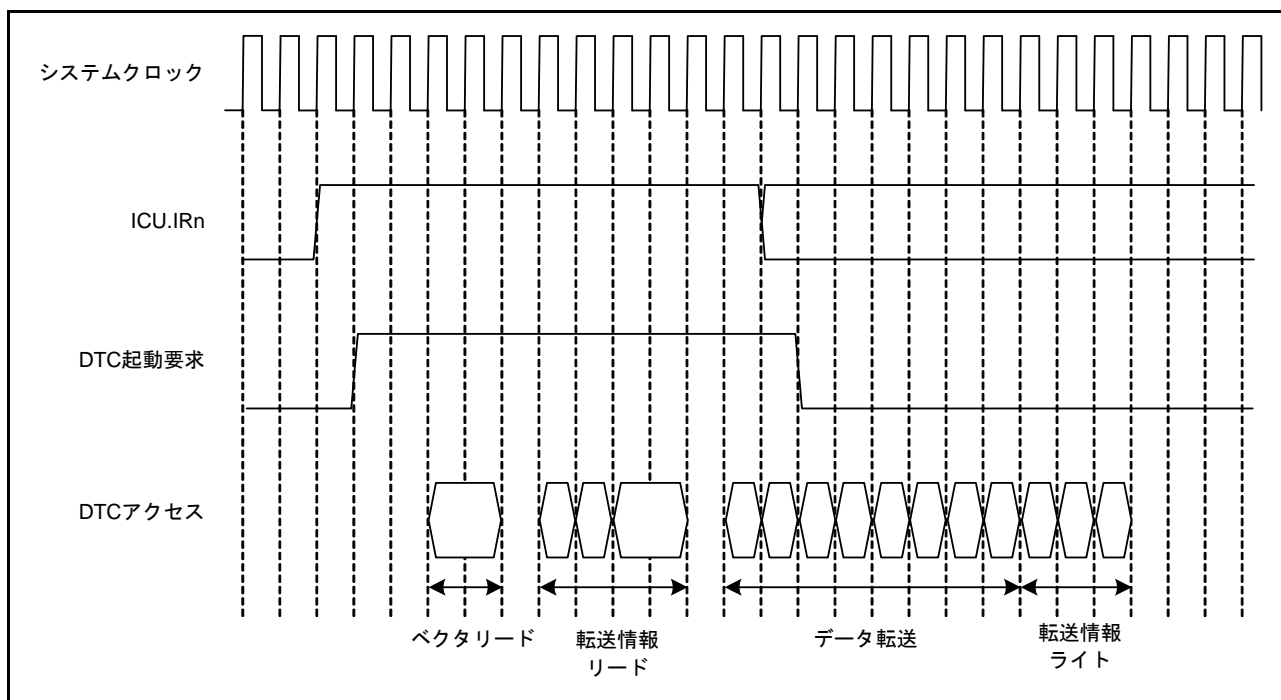 システムクロック
ICU.IRn
DTC起動要求
DTCアクセス
ベクタリード
転送情報
リード
データ転送
転送情報
ライト